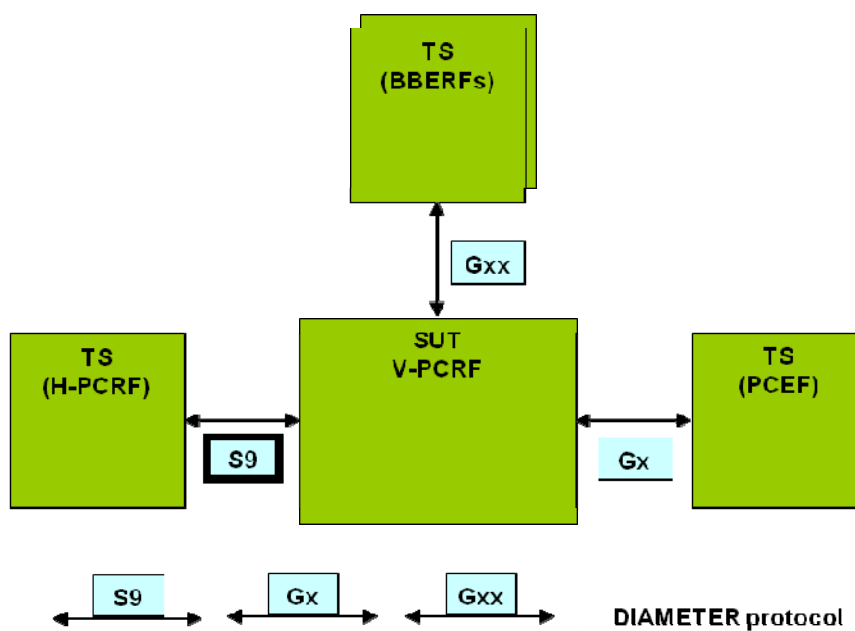 TS
(BBERFs)
Gxx
SUT
V-PCRF
TS
(H-PCRF)
TS
(PCEF)
S9
Gx
S9
Gx
Gxx
DIAMETER protocol